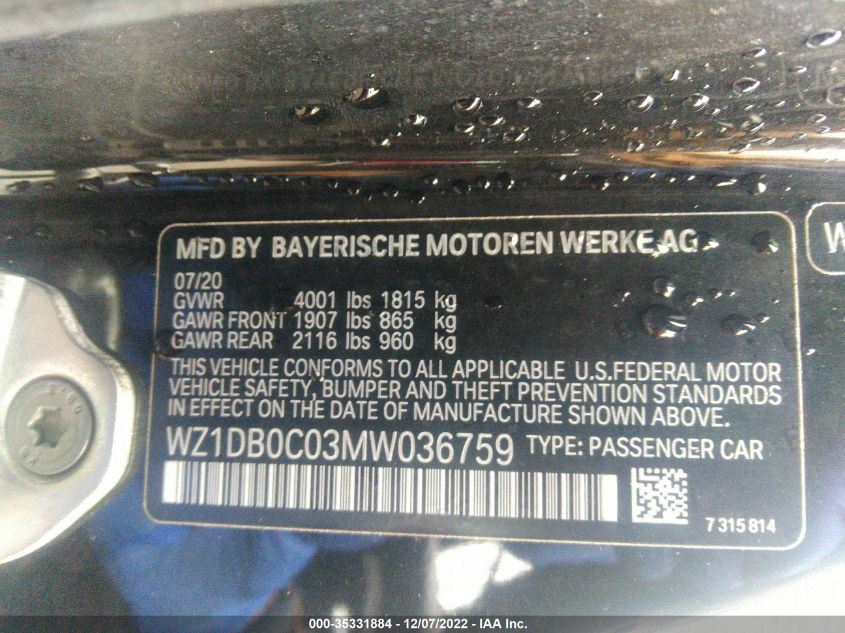 MFD BY BAYERISCHE MOTOREN WERKE AG
07/20
GVWR 4001 lbs 1815 kg
GAWR FRONT 1907 lbs 865 kg
GAWR REAR 2116 lbs 960 kg
THIS VEHICLE CONFORMS TO ALL APPLICABLE U.S.FEDERAL MOTOR
VEHICLE SAFETY, BUMPER AND THEFT PREVENTION STANDARDS
IN EFFECT ON THE DATE OF MANUFACTURE SHOWN ABOVE.
WZ1DB0C03MW036759 TYPE: PASSENGER CAR
7 315 814
W
000-35331884 - 12/07/2022 - IAA Inc.